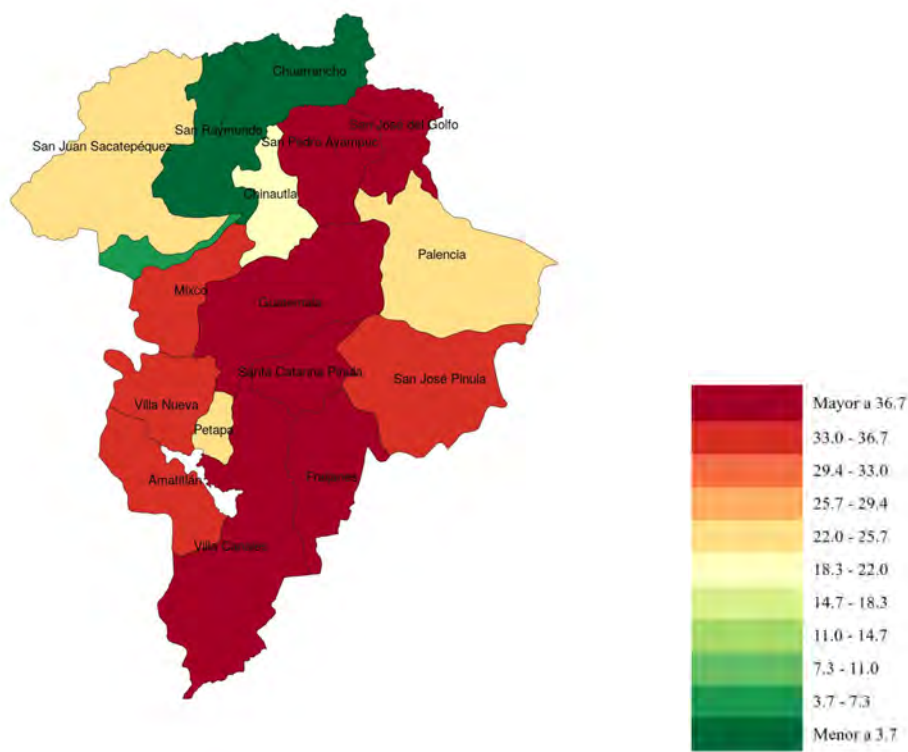 Chuarrancho
San José del Golfo
San Raymundo
San Pedro Ayampuc
San Juan Sacatepéquez
Chinautla
Palencia
Mixco
Guatemala
Santa Catarina Pinula
San José Pinula
Villa Nueva
Petapa
Amatitlán
Fraijanes
Villa Canales
Mayor a 36.7
33.0 - 36.7
29.4 - 33.0
25.7 - 29.4
22.0 - 25.7
18.3 - 22.0
14.7 - 18.3
11.0 - 14.7
7.3 - 11.0
3.7 - 7.3
Menor a 3.7